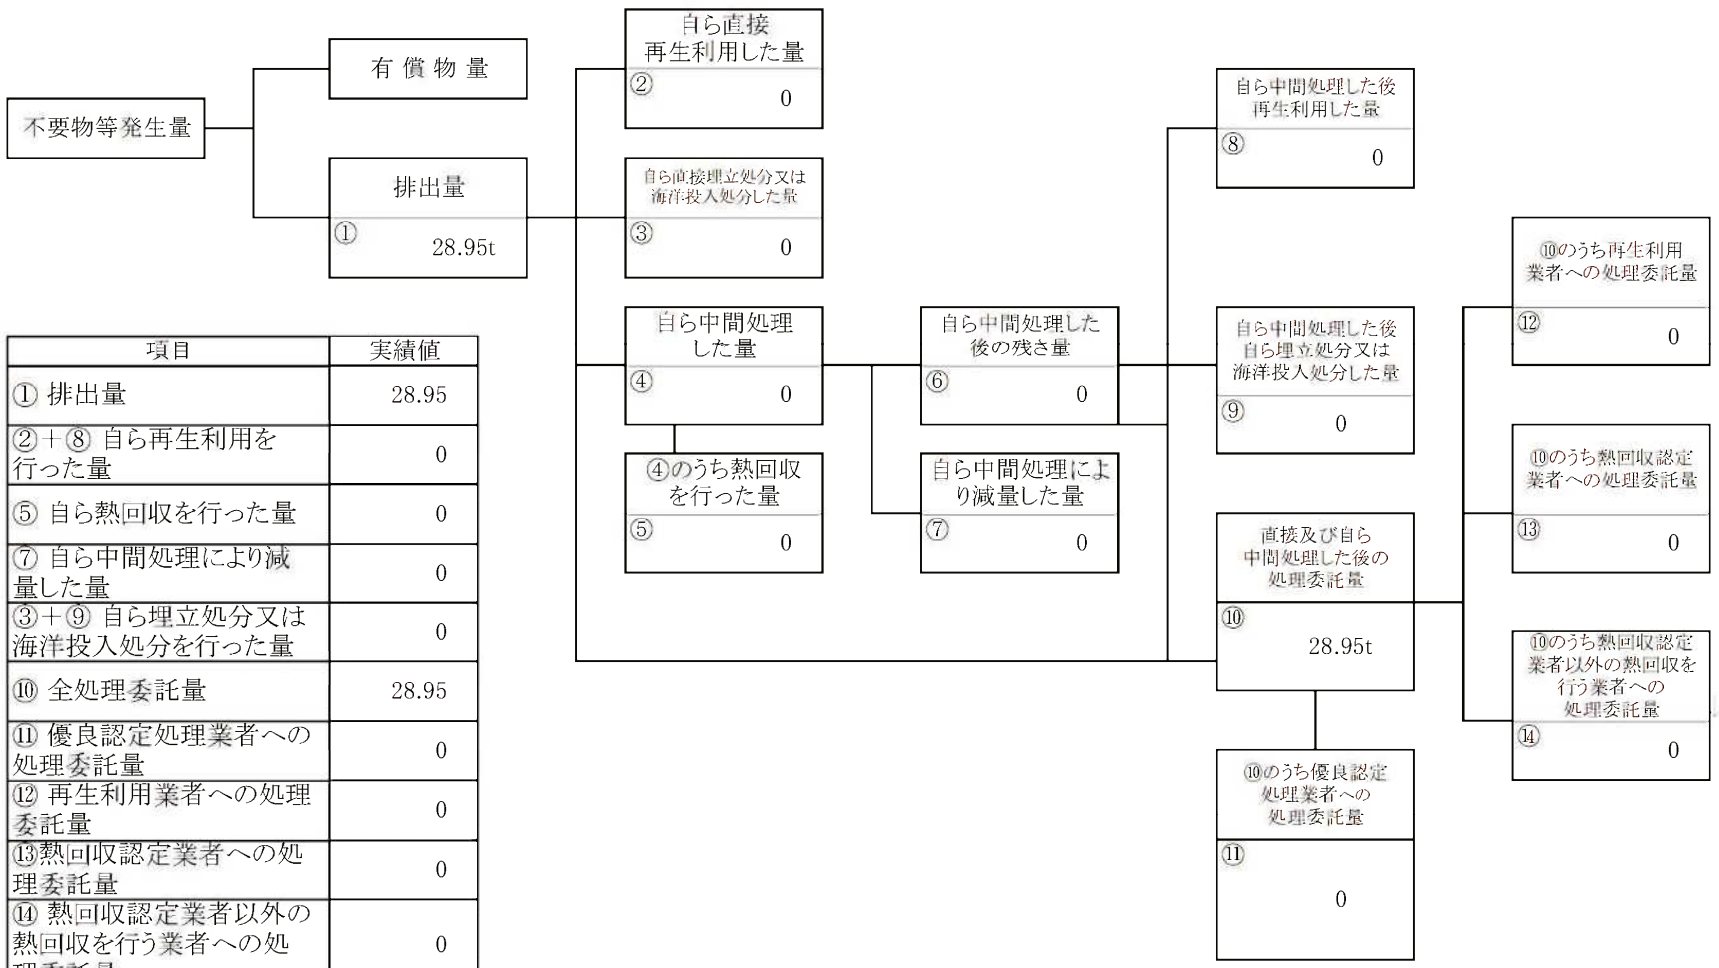 不要物等発生量
有償物量
排出量
①
28.95t
自ら直接
再生利用した量
②
0
自ら直接埋立処分又は
海洋投入処分した量
③
0
自ら中間処理
した量
④
0
④のうち熱回収
を行った量
⑤
0
自ら中間処理した
後の残さ量
⑥
0
自ら中間処理によ
り減量した量
⑦
0
自ら中間処理した後
再生利用した量
⑧
0
自ら中間処理した後
自ら埋立処分又は
海洋投入処分した量
⑨
0
直接及び自ら
中間処理した後の
処理委託量
⑩
28.95t
⑩のうち優良認定
処理業者への
処理委託量
⑪
0
⑩のうち再生利用
業者への処理委託量
⑫
0
⑩のうち熱回収認定
業者への処理委託量
⑬
0
⑩のうち熱回収認定
業者以外の熱回収を
行う業者への
処理委託量
⑭
0
項目 実績値
① 排出量 28.95
②+⑧ 自ら再生利用を
行った量
0
⑤ 自ら熱回収を行った量 0
⑦ 自ら中間処理により減
量した量
0
③+⑨ 自ら埋立処分又は
海洋投入処分を行った量
0
⑩ 全処理委託量 28.95
⑪ 優良認定処理業者への
処理委託量
0
⑫ 再生利用業者への処理
委託量
0
⑬熱回収認定業者への処
理委託量
0
⑭ 熱回収認定業者以外の
熱回収を行う業者への処
0